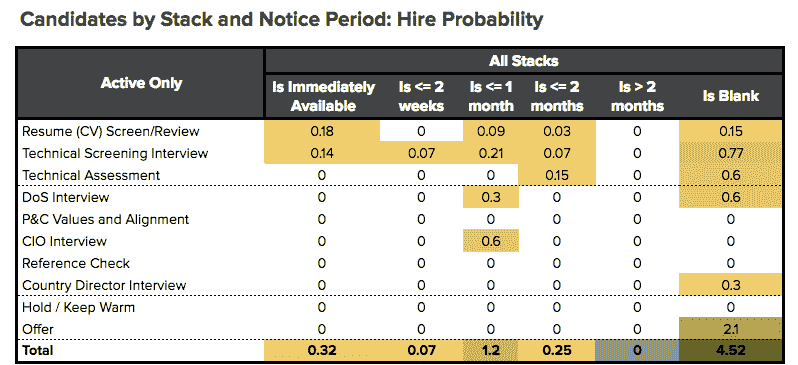 Candidates by Stack and Notice Period: Hire Probability
Active Only
All Stacks
Is Immediately Available
Is <= 2 weeks
Is <= 1 month
Is <= 2 months
Is > 2 months
Is Blank
Resume (CV) Screen/Review 0.18 0 0.09 0.03 0 0.15
Technical Screening Interview 0.14 0.07 0.21 0.07 0 0.77
Technical Assessment 0 0 0 0.15 0 0.6
DoS Interview 0 0 0.3 0 0 0.6
P&C Values and Alignment 0 0 0 0 0 0
CIO Interview 0 0 0.6 0 0 0
Reference Check 0 0 0 0 0 0
Country Director Interview 0 0 0 0 0 0.3
Hold / Keep Warm 0 0 0 0 0 0
Offer 0 0 0 0 0 2.1
Total 0.32 0.07 1.2 0.25 0 4.52